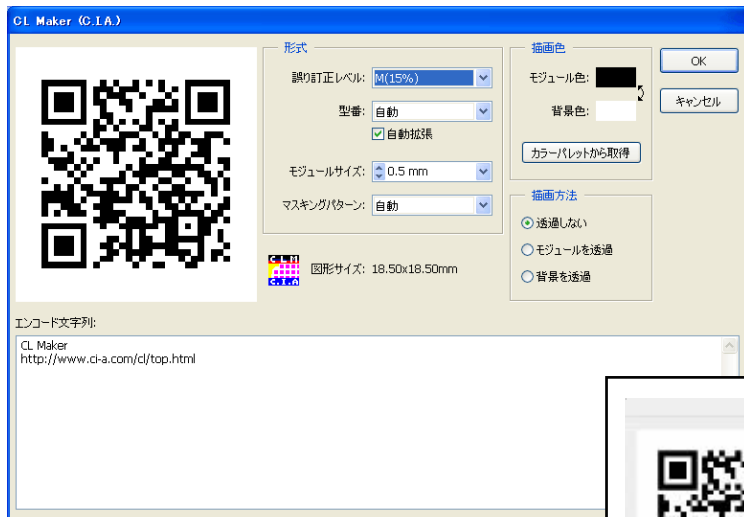 CL Maker (C.I.A.)
形式
誤り訂正レベル: M(15%)
型番: 自動
自動拡張
モジュールサイズ: 0.5 mm
マスキングパターン: 自動
CLM
C.I.A
図形サイズ: 18.50x18.50mm
描画色
モジュール色:
背景色:
カラーパレットから取得
描画方法
透過しない
モジュールを透過
背景を透過
OK
キャンセル
エンコード文字列:
CL Maker
http://www.ci-a.com/cl/top.html